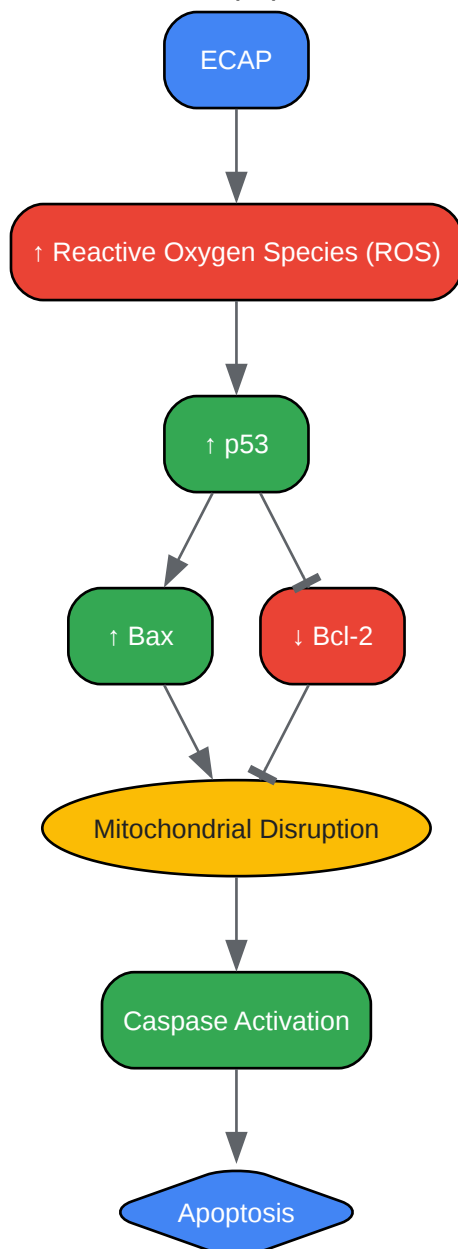 ECAP
↑ Reactive Oxygen Species (ROS)
↑ p53
↑ Bax
↓ Bcl-2
Mitochondrial Disruption
Caspase Activation
Apoptosis